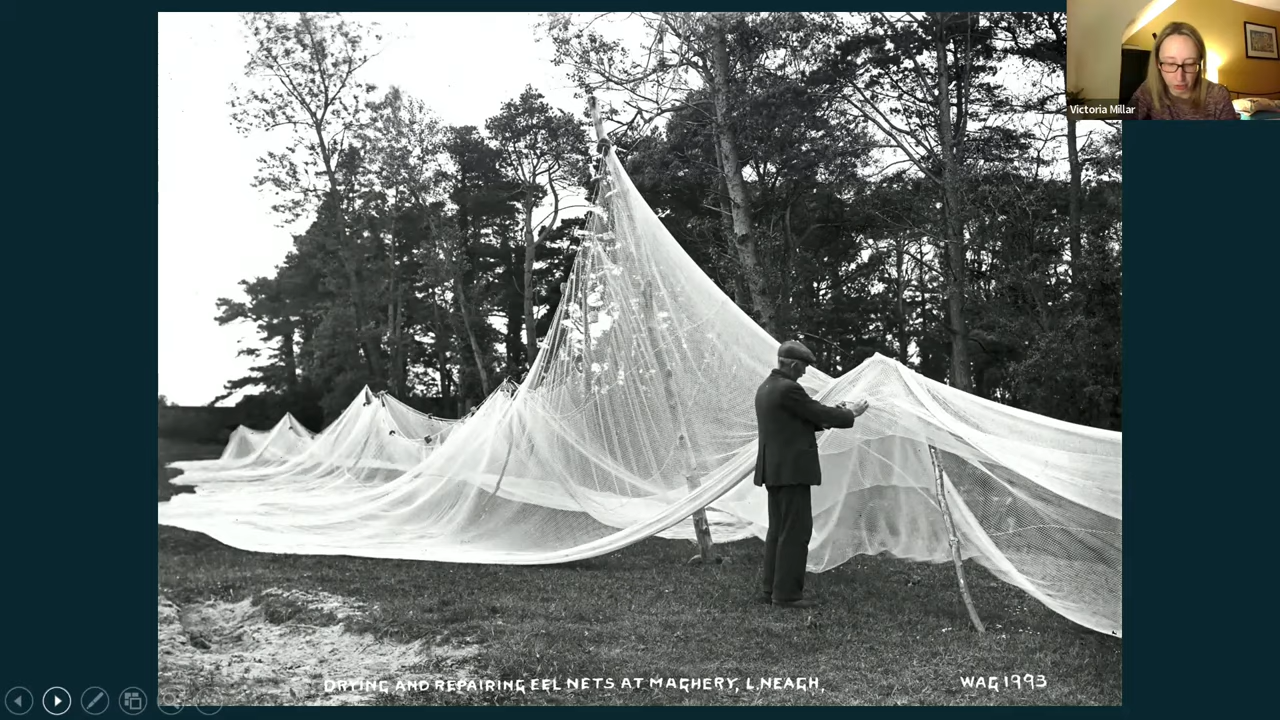 Victoria Millar
DRYING AND REPAIRING EEL NETS AT MAGHERY, L.NEAGH,
WAG 1993